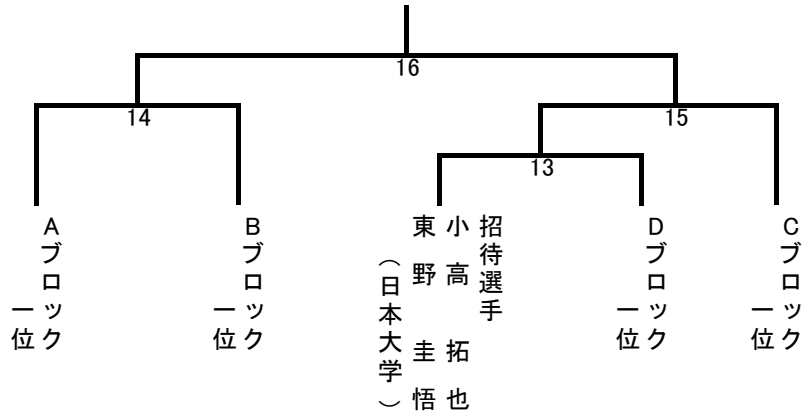 16
14
15
13
Aブロック
一位
Bブロック
一位
招待選手
小高 拓也
東野 圭悟
（日本大学）
Dブロック
一位
Cブロック
一位